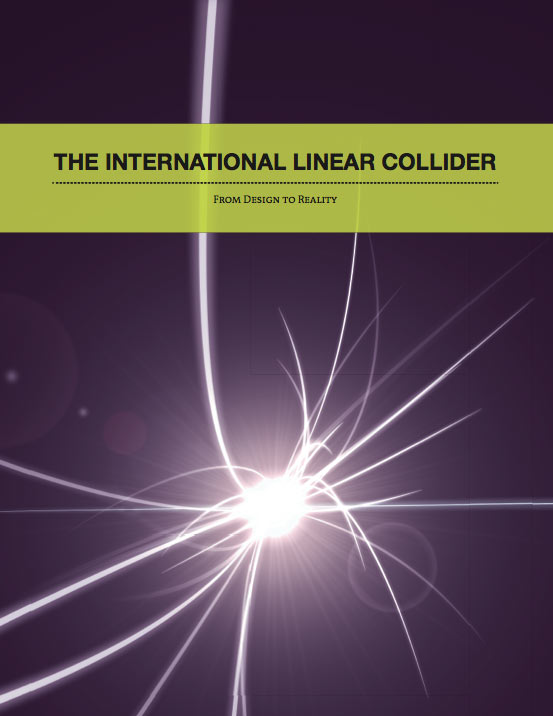 THE INTERNATIONAL LINEAR COLLIDER
From Design to Reality